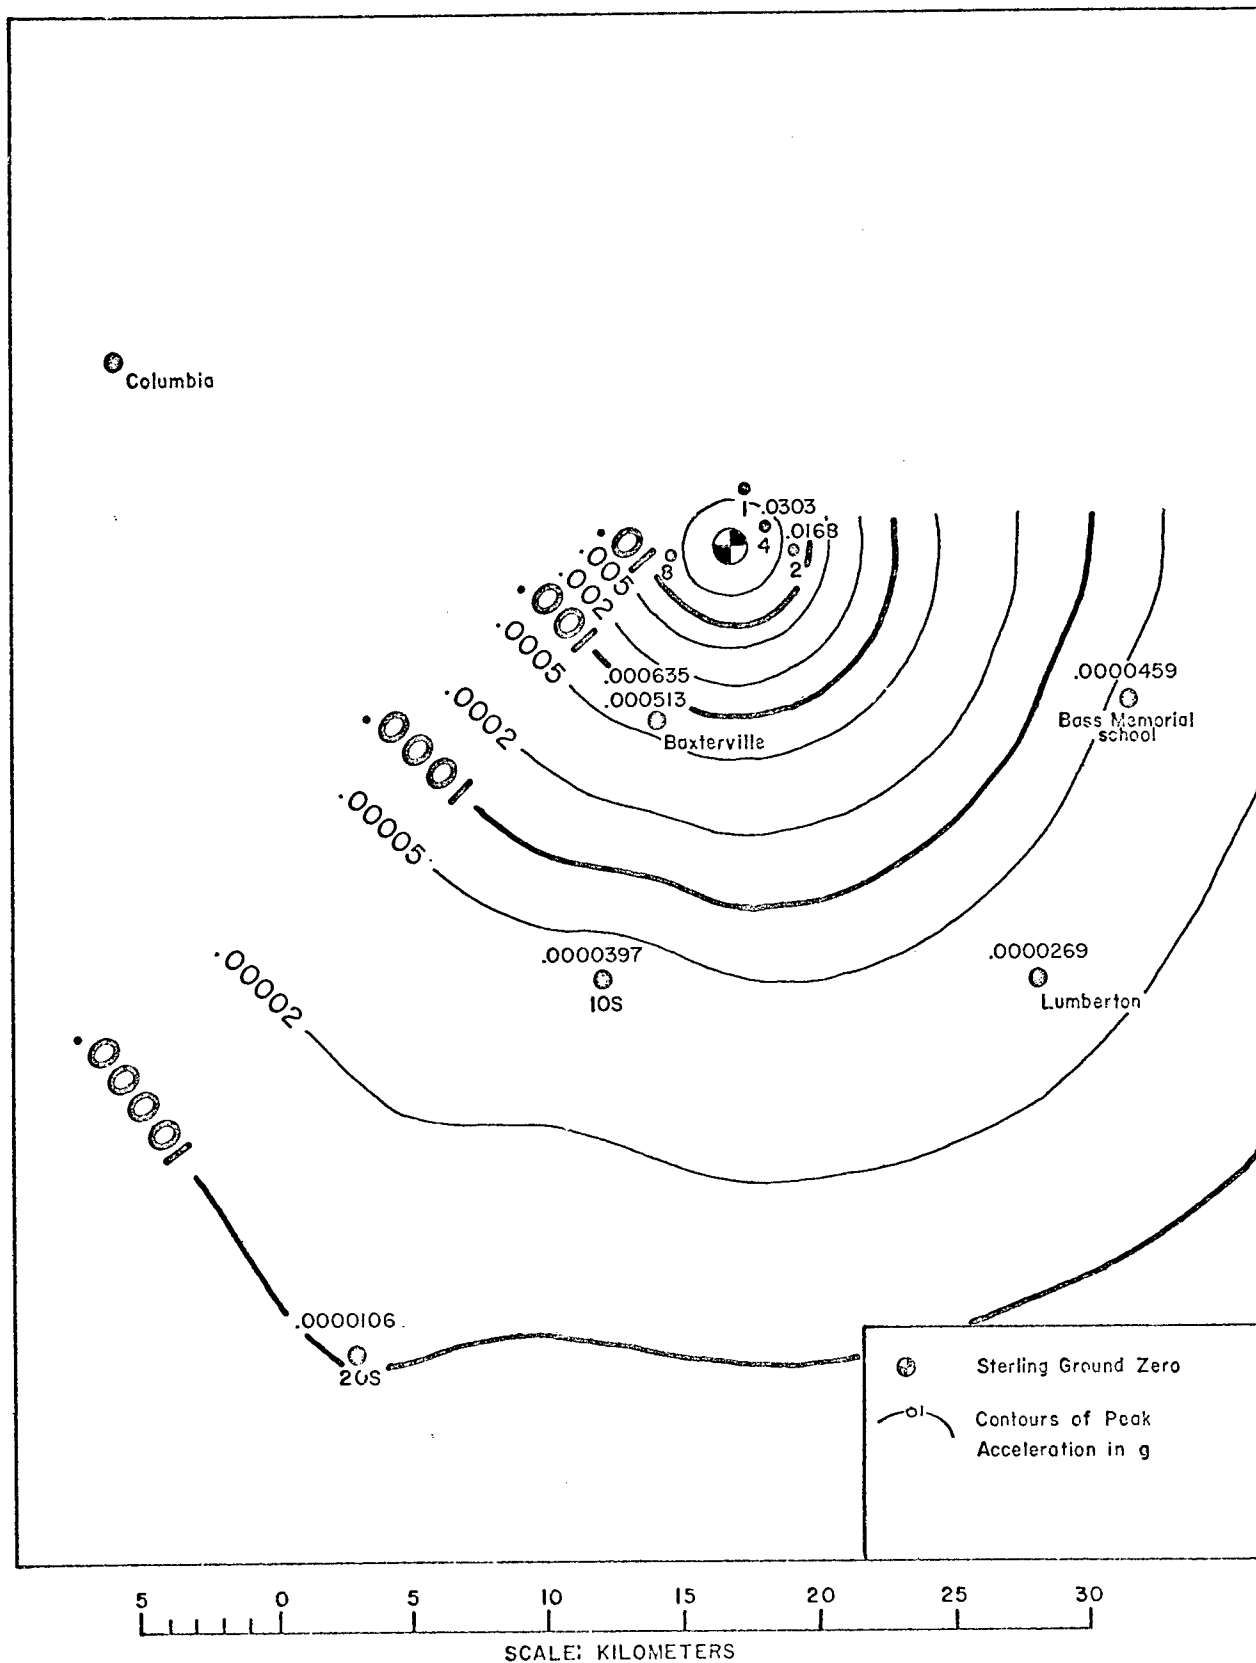 Columbia
1
.0303
4
.0168
2
8
.01
.005
.002
.001
.0005
.000635
.000513
Baxterville
.0002
.0001
.0000459
Bass Memorial
school
.00005
.0000397
10S
.0000269
Lumberton
.00002
.00001
.0000106
20S
Sterling Ground Zero
.01
Contours of Peak
Acceleration in g
5 0 5 10 15 20 25 30
SCALE: KILOMETERS